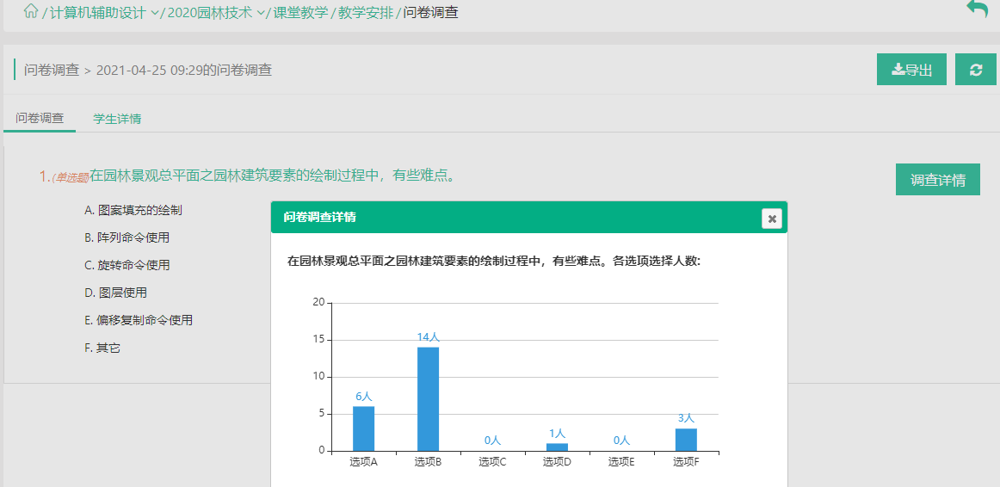 /计算机辅助设计 /2020园林技术 /课堂教学/教学安排/问卷调查
问卷调查 > 2021-04-25 09:29的问卷调查
导出
问卷调查 学生详情
1.(单选题)在园林景观总平面之园林建筑要素的绘制过程中，有些难点。
调查详情
A. 图案填充的绘制
B. 阵列命令使用
C. 旋转命令使用
D. 图层使用
E. 偏移复制命令使用
F. 其它
问卷调查详情
在园林景观总平面之园林建筑要素的绘制过程中，有些难点。各选项选择人数:
20
15
10
5
0
6人 14人 0人 1人 0人 3人
选项A 选项B 选项C 选项D 选项E 选项F